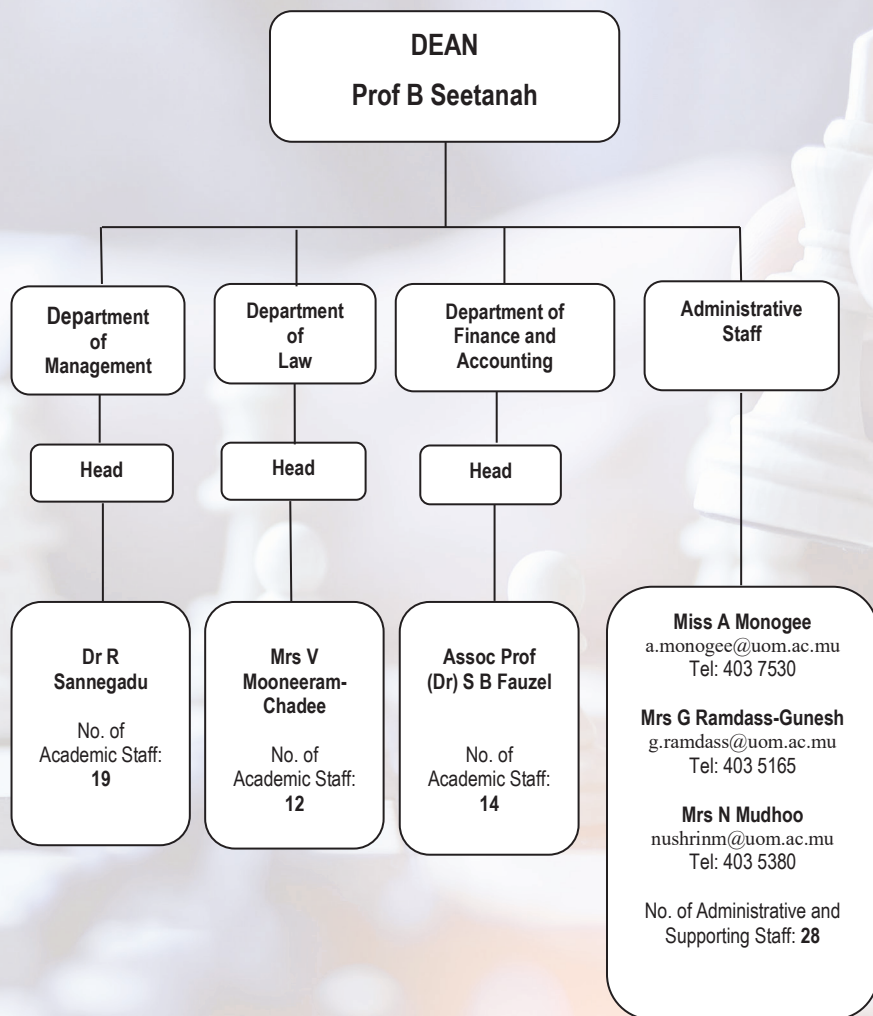 DEAN
Prof B Seetanah
Department
of
Management
Department
of
Law
Department of
Finance and
Accounting
Administrative
Staff
Head
Head
Head
Dr R
Sannegadu
No. of
Academic Staff:
19
Mrs V
Mooneeram-
Chadee
No. of
Academic Staff:
12
Assoc Prof
(Dr) S B Fauzel
No. of
Academic Staff:
14
Miss A Monogee
a.monogee@uom.ac.mu
Tel: 403 7530
Mrs G Ramdass-Gunesh
g.ramdass@uom.ac.mu
Tel: 403 5165
Mrs N Mudhoo
nushrinm@uom.ac.mu
Tel: 403 5380
No. of Administrative and
Supporting Staff: 28